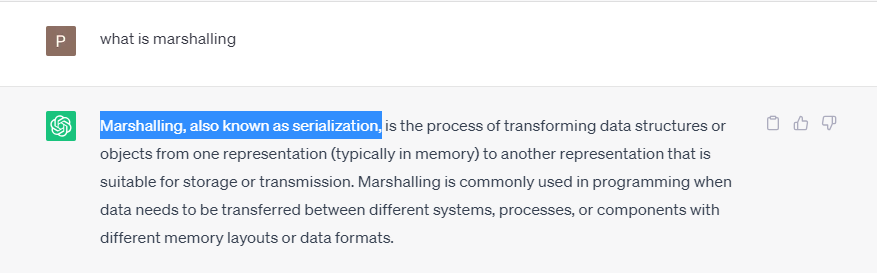 P
what is marshalling
Marshalling, also known as serialization, is the process of transforming data structures or
objects from one representation (typically in memory) to another representation that is
suitable for storage or transmission. Marshalling is commonly used in programming when
data needs to be transferred between different systems, processes, or components with
different memory layouts or data formats.